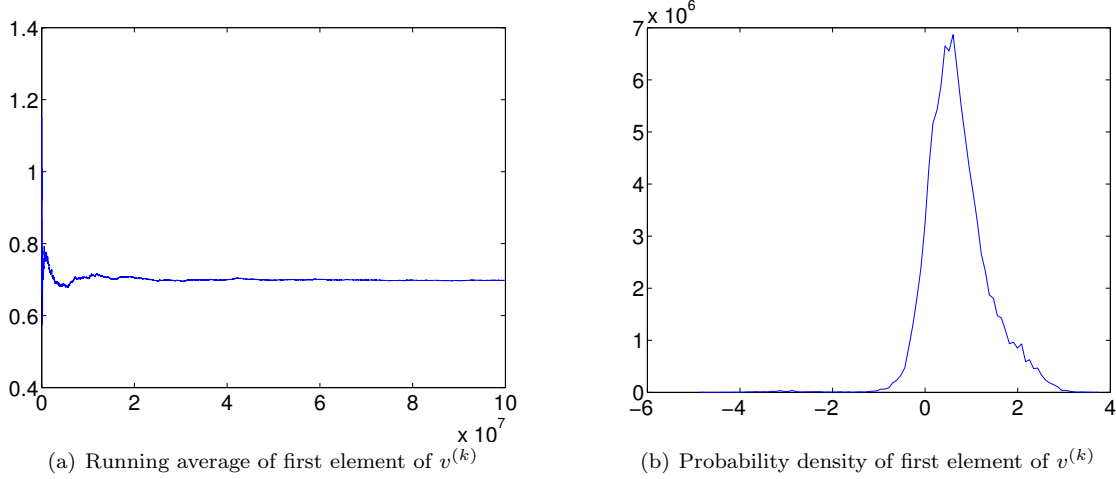 1.4
1.2
1
0.8
0.6
0.4
0 2 4 6 8 10
x 10^7
(a) Running average of first element of v^(k)
7 x 10^6
6
5
4
3
2
1
0
−6 −4 −2 0 2 4
(b) Probability density of first element of v^(k)